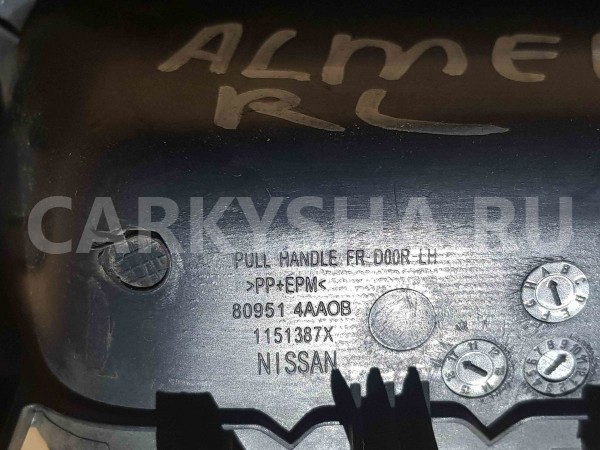 ALME
RL
CARKYSHA.RU
PULL HANDLE FR DOOR LH
>PP+EPM<
80951 4AA0B
1151387X
NISSAN